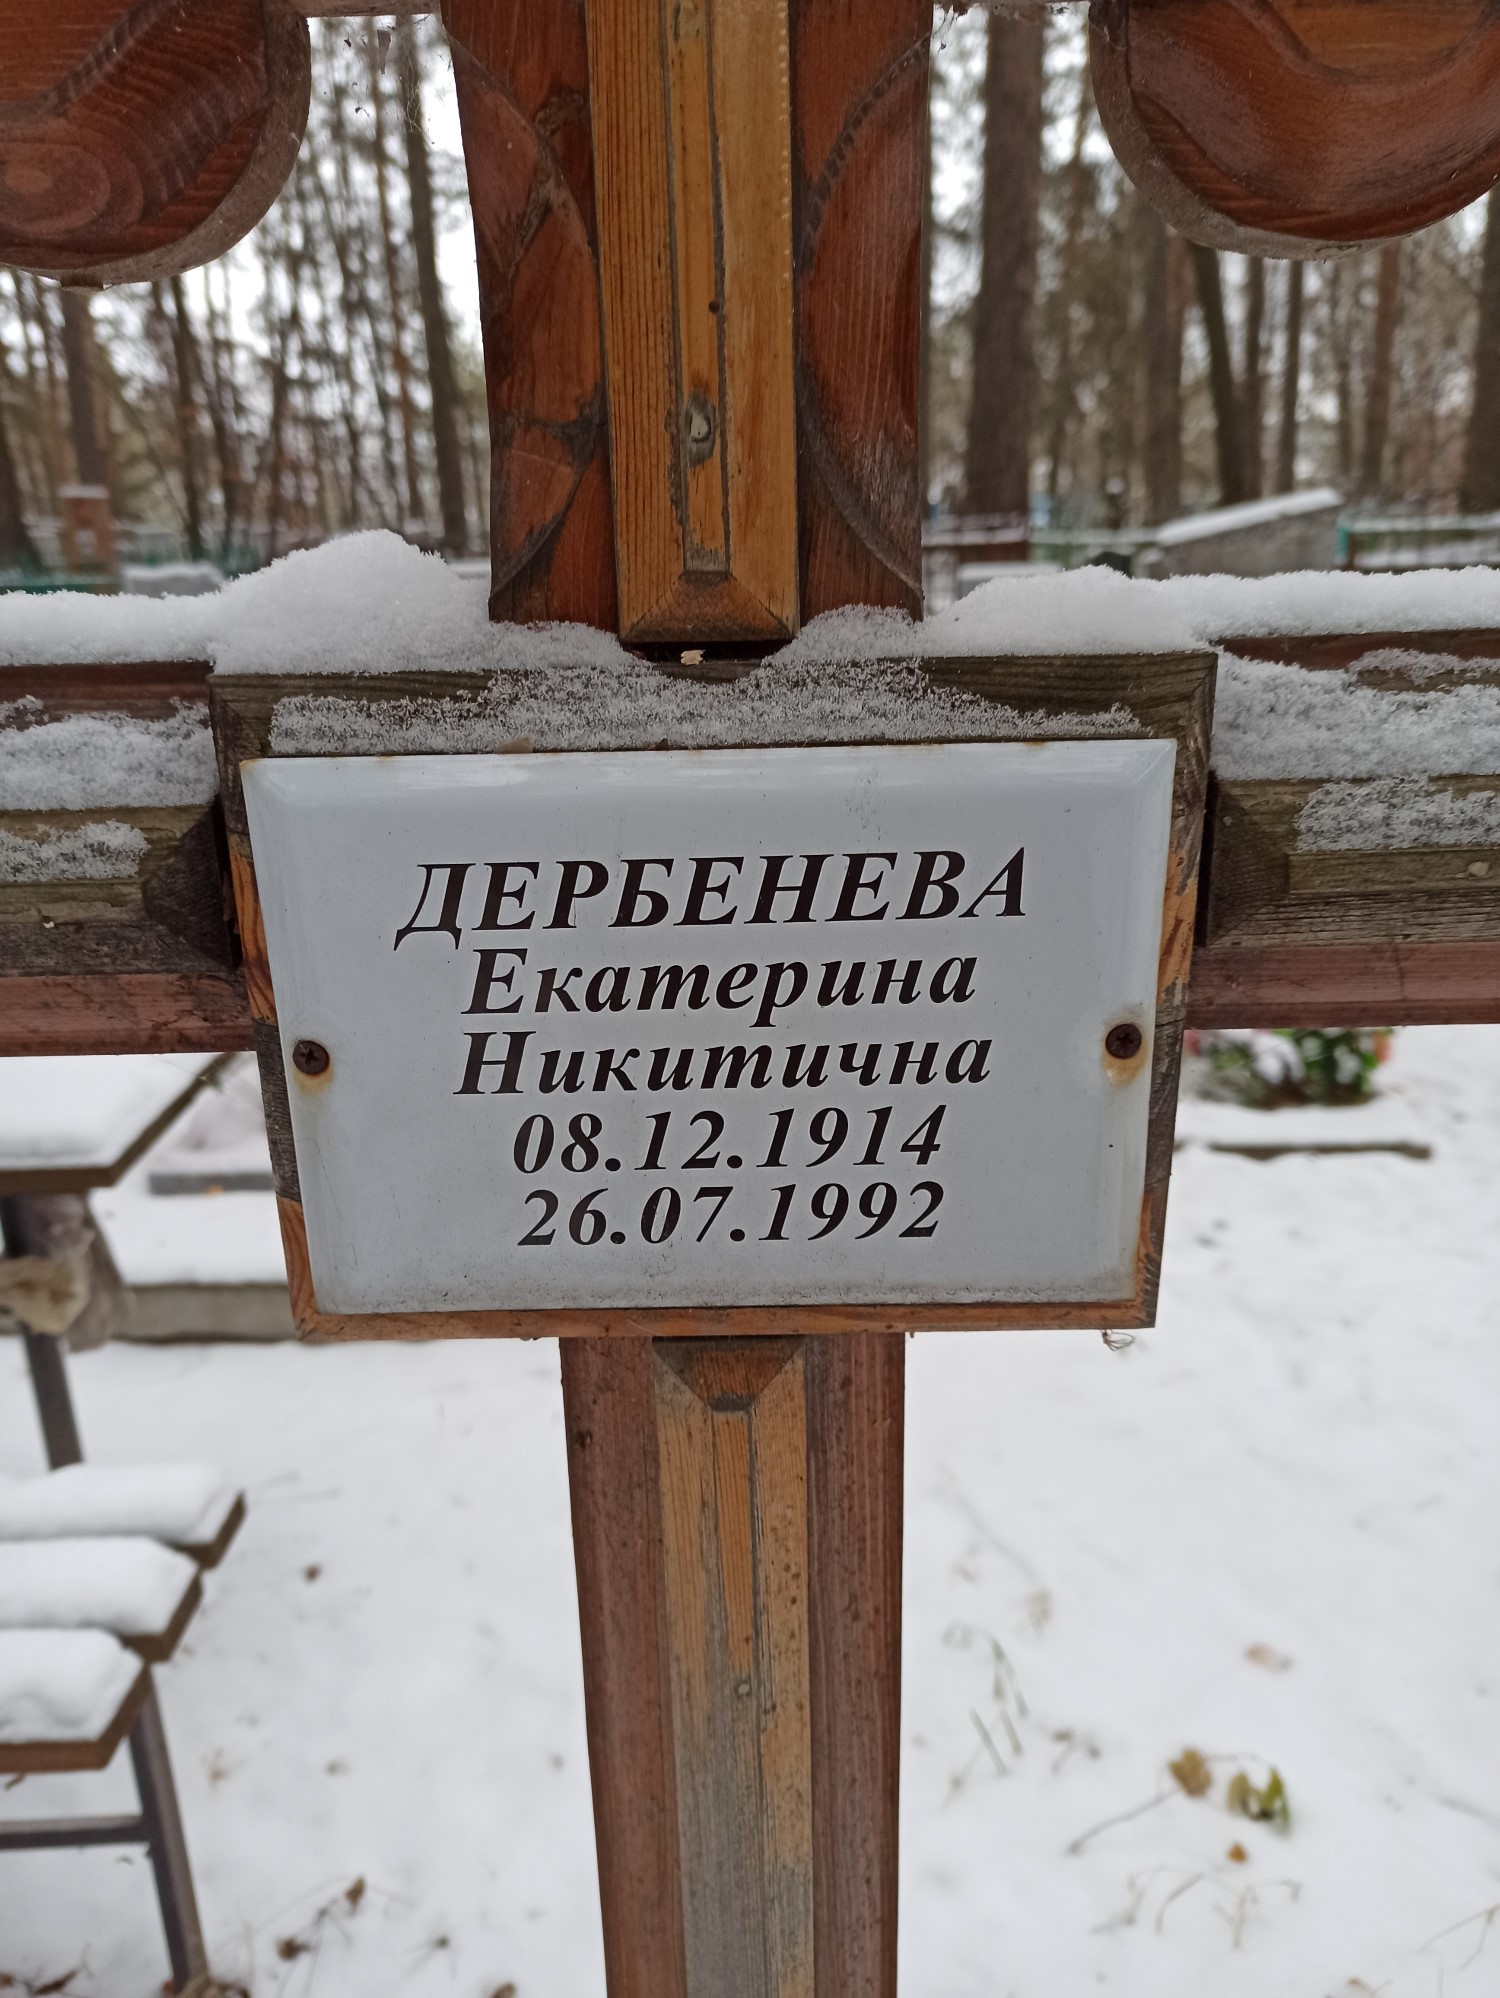 ДЕРБЕНЕВА
Екатерина
Никитична
08.12.1914
26.07.1992